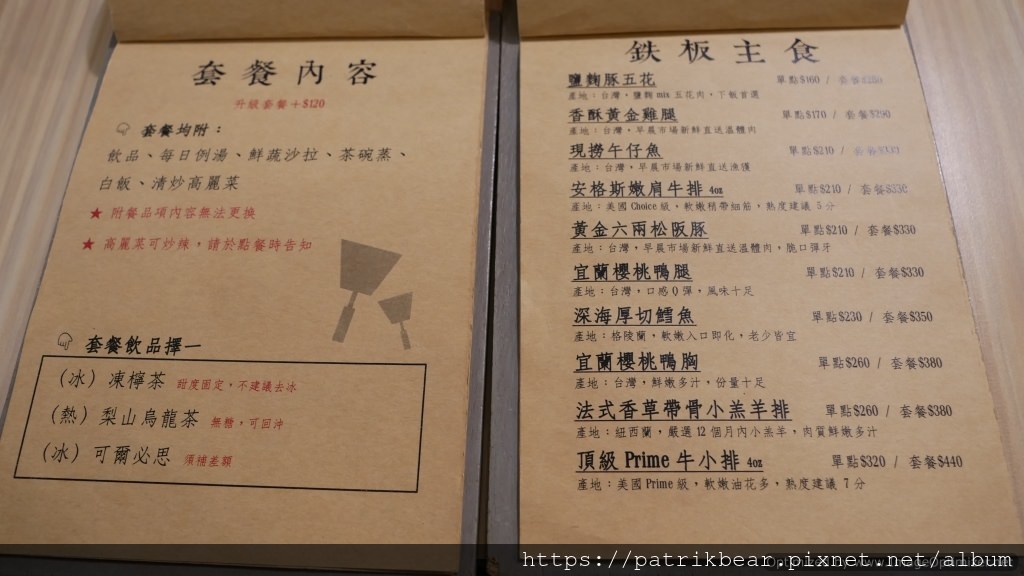 套餐內容
升級套餐+$120
套餐均附：
飲品、每日例湯、鮮蔬沙拉、茶碗蒸、
白飯、清炒高麗菜
★ 附餐品項內容無法更換
★ 高麗菜可炒辣，請於點餐時告知
套餐飲品擇一
(冰) 凍檸茶 甜度固定，不建議去冰
(熱) 梨山烏龍茶 無糖，可回沖
(冰) 可爾必思 須補差額
鉄板主食
鹽麴豚五花 單點$160 / 套餐$280
產地：台灣，鹽麴 mix 五花肉，下飯首選
香酥黃金雞腿 單點$170 / 套餐$290
產地：台灣，早晨市場新鮮直送溫體肉
現撈午仔魚 單點$210 / 套餐$330
產地：台灣，早晨市場新鮮直送漁獲
安格斯嫩肩牛排 4oz 單點$210 / 套餐$330
產地：美國 Choice 級，軟嫩稍帶細筋，熟度建議 5 分
黃金六兩松阪豚 單點$210 / 套餐$330
產地：台灣，早晨市場新鮮直送溫體肉，脆口彈牙
宜蘭櫻桃鴨腿 單點$210 / 套餐$330
產地：台灣，口感 Q 彈，風味十足
深海厚切鱈魚 單點$230 / 套餐$350
產地：格陵蘭，軟嫩入口即化，老少皆宜
宜蘭櫻桃鴨胸 單點$260 / 套餐$380
產地：台灣，鮮嫩多汁，份量十足
法式香草帶骨小羔羊排 單點$260 / 套餐$380
產地：紐西蘭，嚴選 12 個月內小羔羊，肉質鮮嫩多汁
頂級 Prime 牛小排 4oz 單點$320 / 套餐$440
產地：美國 Prime 級，軟嫩油花多，熟度建議 7 分
https://patrikbear.pixnet.net/album